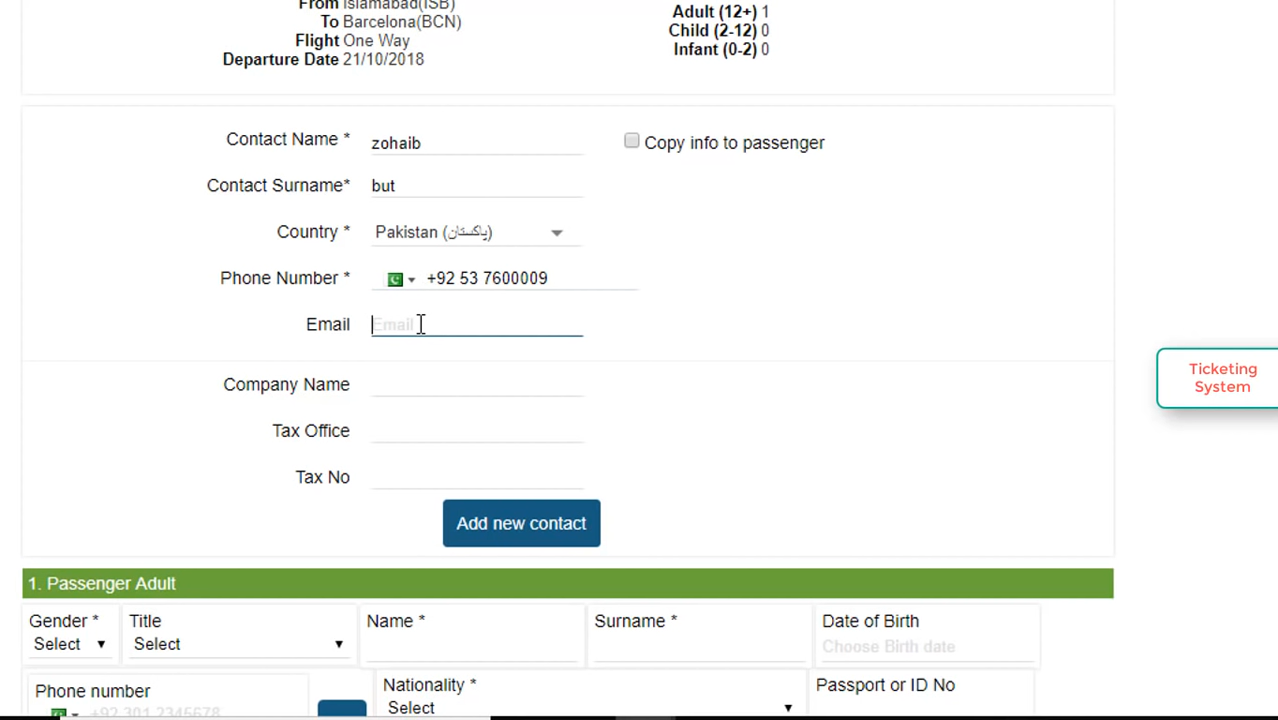 From Islamabad(ISB)
To Barcelona(BCN)
Flight One Way
Departure Date 21/10/2018
Adult (12+) 1
Child (2-12) 0
Infant (0-2) 0
Contact Name * zohaib
Copy info to passenger
Contact Surname* but
Country * Pakistan (پاکستان)
Phone Number * +92 53 7600009
Email Email
Company Name
Tax Office
Tax No
Add new contact
Ticketing
System
1. Passenger Adult
Gender * Title Name * Surname * Date of Birth
Select Select Choose Birth date
Phone number Nationality * Passport or ID No
+92 301 2345678 Select